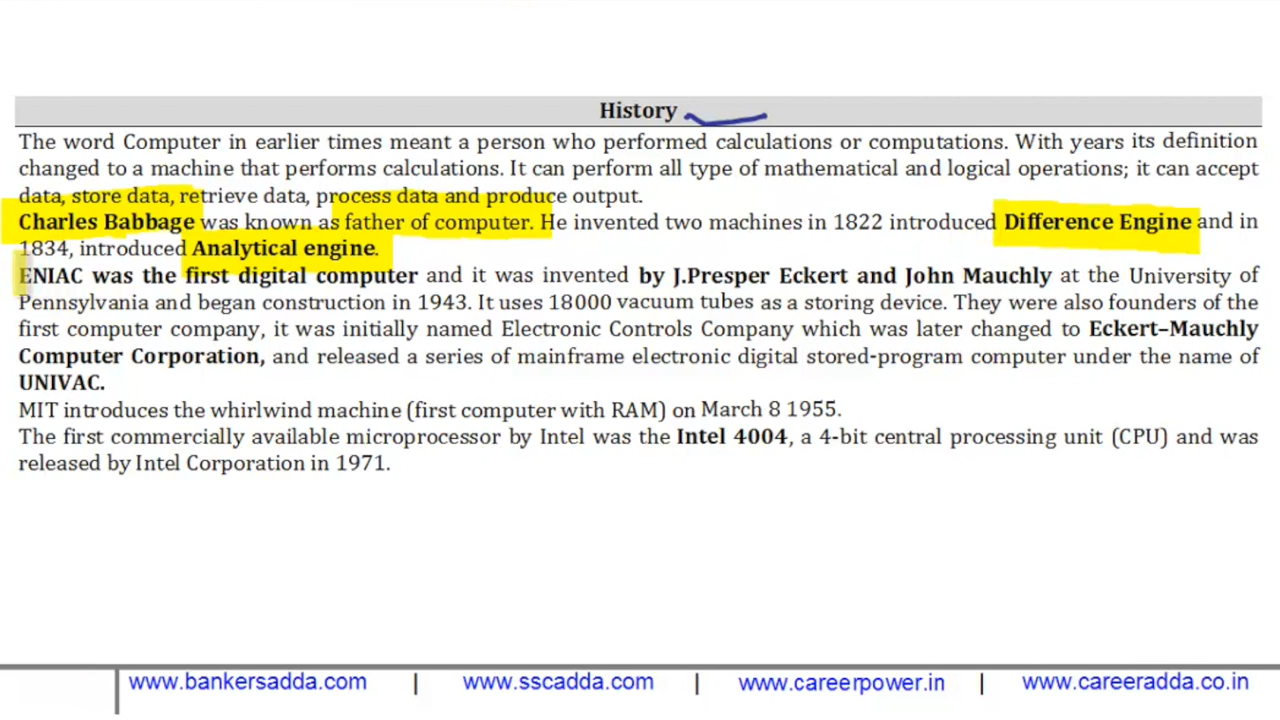 History
The word Computer in earlier times meant a person who performed calculations or computations. With years its definition
changed to a machine that performs calculations. It can perform all type of mathematical and logical operations; it can accept
data, store data, retrieve data, process data and produce output.
Charles Babbage was known as father of computer. He invented two machines in 1822 introduced Difference Engine and in
1834, introduced Analytical engine.
ENIAC was the first digital computer and it was invented by J.Presper Eckert and John Mauchly at the University of
Pennsylvania and began construction in 1943. It uses 18000 vacuum tubes as a storing device. They were also founders of the
first computer company, it was initially named Electronic Controls Company which was later changed to Eckert–Mauchly
Computer Corporation, and released a series of mainframe electronic digital stored-program computer under the name of
UNIVAC.
MIT introduces the whirlwind machine (first computer with RAM) on March 8 1955.
The first commercially available microprocessor by Intel was the Intel 4004, a 4-bit central processing unit (CPU) and was
released by Intel Corporation in 1971.
www.bankersadda.com | www.sscadda.com | www.careerpower.in | www.careeradda.co.in